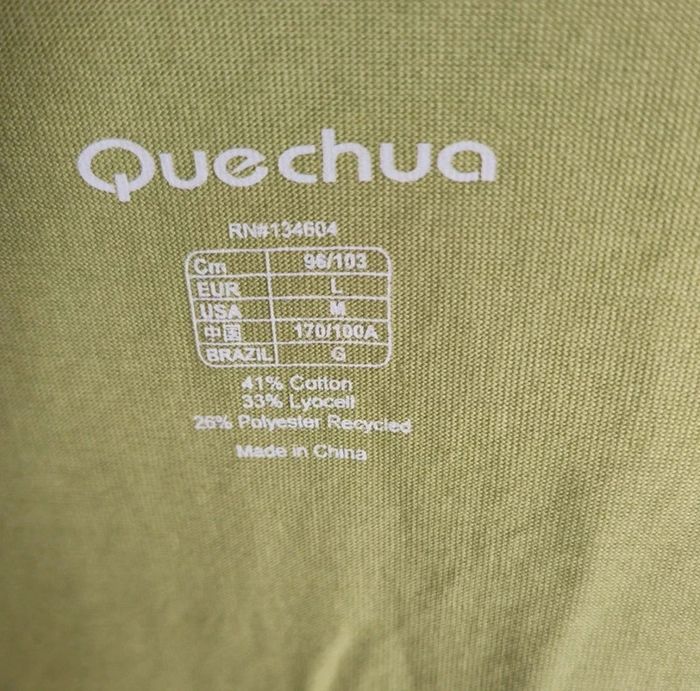 Quechua
RN#134604
Cm 96/103
EUR L
USA M
中国 170/100A
BRAZIL G
41% Cotton
33% Lyocell
26% Polyester Recycled
Made in China